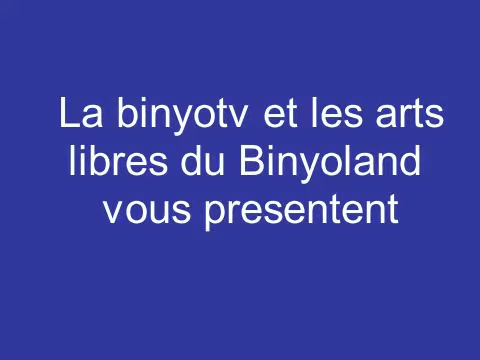 La binyotv et les arts
libres du Binyoland
vous presentent